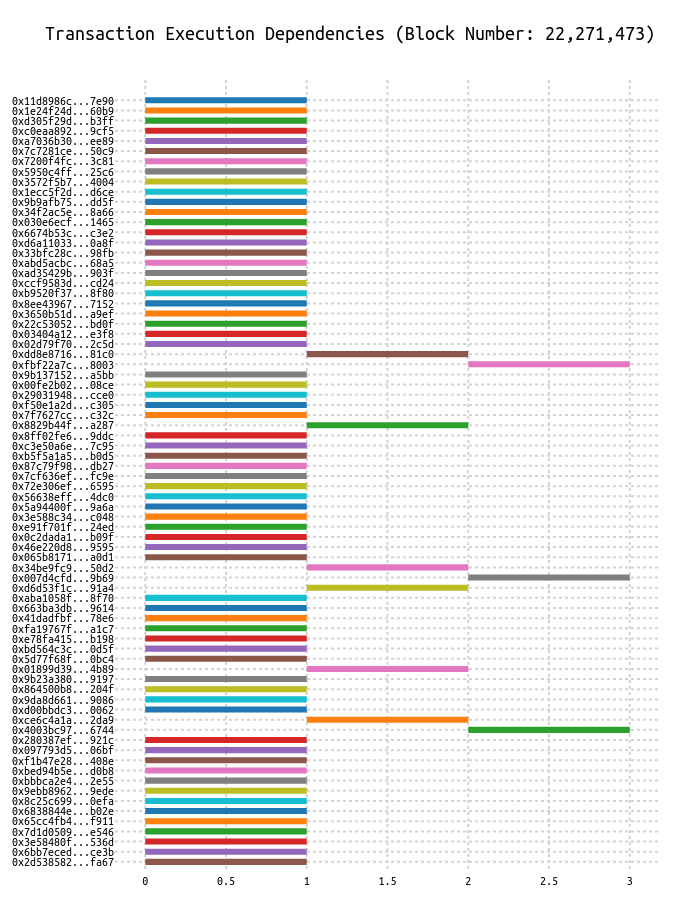 Transaction Execution Dependencies (Block Number: 22,271,473)
0x11d8986c...7e90
0x1e24f24d...60b9
0xd305f29d...b3ff
0xc0eaa892...9cf5
0xa7036b30...ee89
0x7c7281ce...50c9
0x7200f4fc...3c81
0x5950c4ff...25c6
0x3572f5b7...4004
0x1ecc5f2d...d6ce
0x9b9afb75...dd5f
0x34f2ac5e...8a66
0x030e6ecf...1465
0x6674b53c...c3e2
0xd6a11033...0a8f
0x33bfc28c...98fb
0xabd5acbc...68a5
0xad35429b...903f
0xccf9583d...cd24
0xb9520f37...8f80
0x8ee43967...7152
0x3650b51d...a9ef
0x22c53052...bd0f
0x03404a12...e3f8
0x02d79f70...2c5d
0xdd8e8716...81c0
0xfbf22a7c...8003
0x9b137152...a5bb
0x00fe2b02...08ce
0x29031948...cce0
0xf50e1a2d...c305
0x7f7627cc...c32c
0x8829b44f...a287
0x8ff02fe6...9ddc
0xc3e50a6e...7c95
0xb5f5a1a5...b0d5
0x87c79f98...db27
0x7cf636ef...fc9e
0x72e306ef...6595
0x56638eff...4dc0
0x5a94400f...9a6a
0x3e588c34...c048
0xe91f701f...24ed
0x0c2dada1...b09f
0x46e220d8...9595
0x065b8171...a0d1
0x34be9fc9...50d2
0x007d4cfd...9b69
0xd6d53f1c...91a4
0xaba1058f...8f70
0x663ba3db...9614
0x41dadfbf...78e6
0xfa19767f...a1c7
0xe78fa415...b198
0xbd564c3c...0d5f
0x5d77f68f...0bc4
0x01899d39...4b89
0x9b23a380...9197
0x864500b8...204f
0x9da8d661...9086
0xd00bbdc3...0062
0xce6c4a1a...2da9
0x4003bc97...6744
0x280387ef...921c
0x097793d5...06bf
0xf1b47e28...408e
0xbed94b5e...d0b8
0xbbbca2e4...2e55
0x9ebb8962...9ede
0x8c25c699...0efa
0x6838844e...b02e
0x65cc4fb4...f911
0x7d1d0509...e546
0x3e58480f...536d
0x6bb7eced...ce3b
0x2d538582...fa67
0 0.5 1 1.5 2 2.5 3